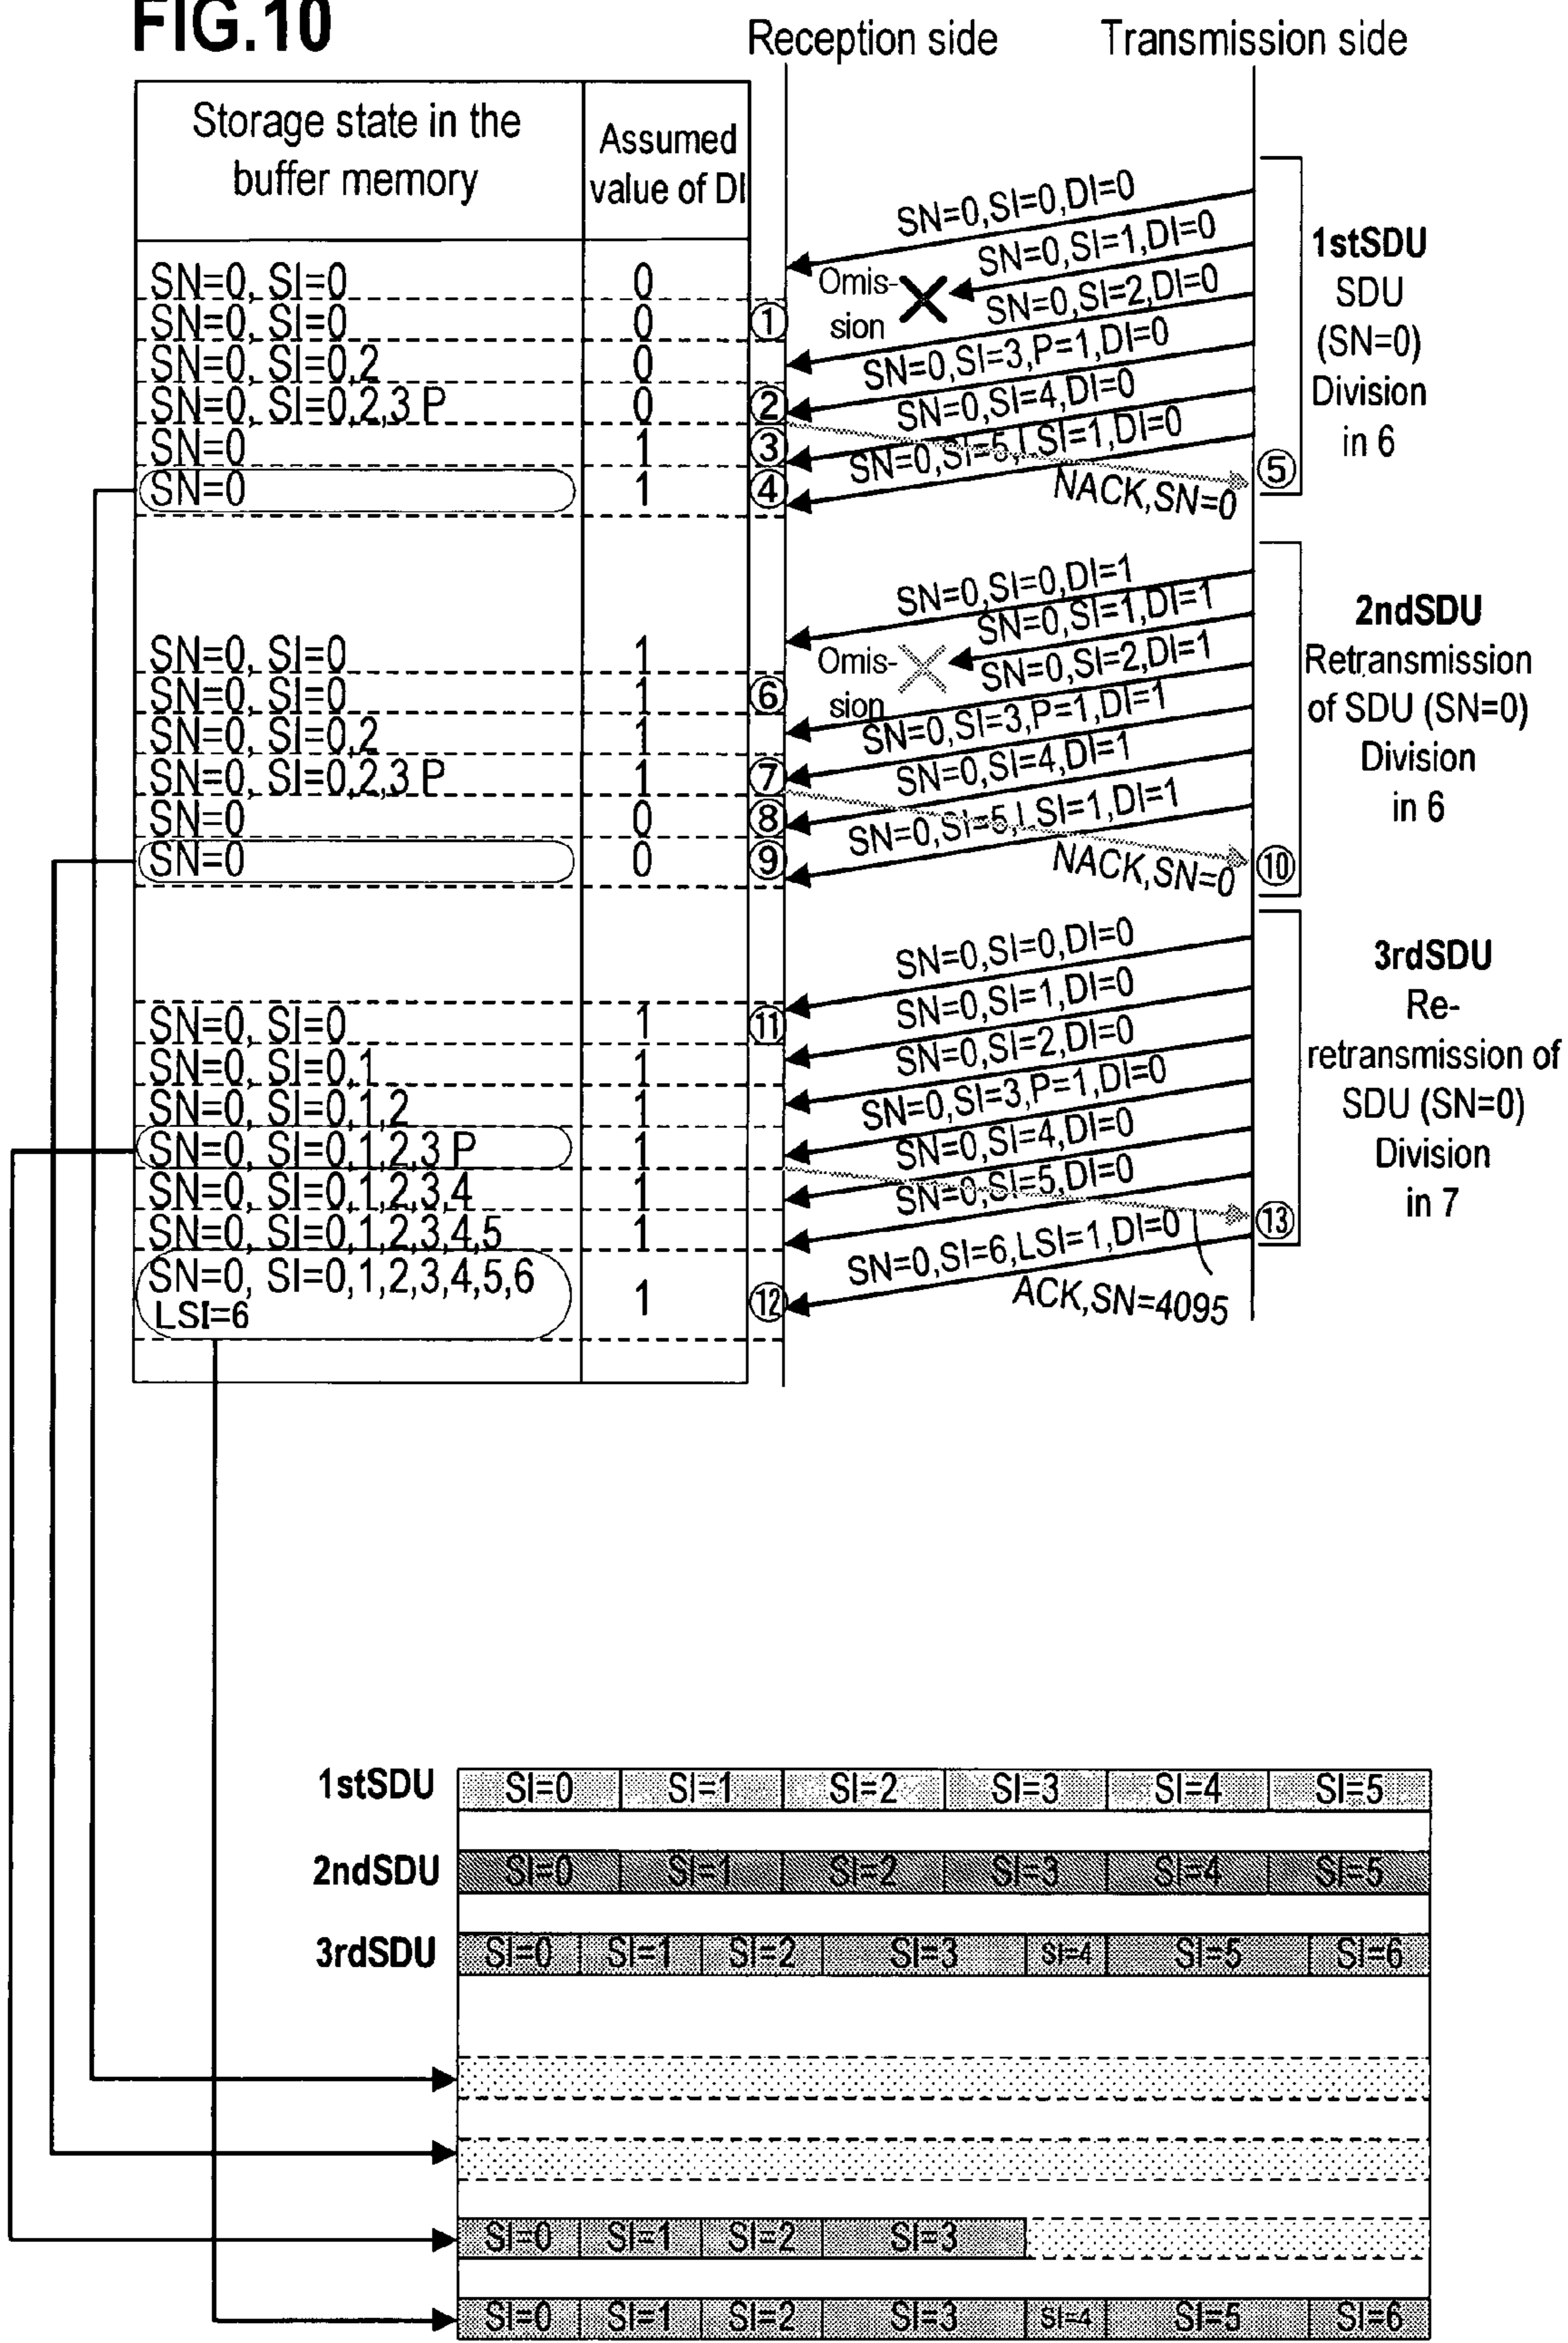 FIG.10
Reception side
Transmission side
Storage state in the
buffer memory
Assumed
value of DI
SN=0, SI=0
0
SN=0, SI=0
0
①
SN=0, SI=0,2
0
SN=0, SI=0,2,3 P
0
②
SN=0
1
③
SN=0
1
④
SN=0,SI=0,DI=0
SN=0,SI=1,DI=0
Omis-
sion
SN=0,SI=2,DI=0
SN=0,SI=3,P=1,DI=0
SN=0,SI=4,DI=0
SN=0,SI=5,LSI=1,DI=0
NACK,SN=0
⑤
1stSDU
SDU
(SN=0)
Division
in 6
SN=0, SI=0
1
SN=0, SI=0
1
⑥
SN=0, SI=0,2
1
SN=0, SI=0,2,3 P
1
⑦
SN=0
0
⑧
SN=0
0
⑨
SN=0,SI=0,DI=1
SN=0,SI=1,DI=1
Omis-
sion
SN=0,SI=2,DI=1
SN=0,SI=3,P=1,DI=1
SN=0,SI=4,DI=1
SN=0,SI=5,LSI=1,DI=1
NACK,SN=0
⑩
2ndSDU
Retransmission
of SDU (SN=0)
Division
in 6
SN=0, SI=0
1
⑪
SN=0, SI=0,1
1
SN=0, SI=0,1,2
1
SN=0, SI=0,1,2,3 P
1
SN=0, SI=0,1,2,3,4
1
SN=0, SI=0,1,2,3,4,5
1
SN=0, SI=0,1,2,3,4,5,6
LSI=6
1
⑫
SN=0,SI=0,DI=0
SN=0,SI=1,DI=0
SN=0,SI=2,DI=0
SN=0,SI=3,P=1,DI=0
SN=0,SI=4,DI=0
SN=0,SI=5,DI=0
SN=0,SI=6,LSI=1,DI=0
ACK,SN=4095
⑬
3rdSDU
Re-
retransmission of
SDU (SN=0)
Division
in 7
1stSDU SI=0 SI=1 SI=2 SI=3 SI=4 SI=5
2ndSDU SI=0 SI=1 SI=2 SI=3 SI=4 SI=5
3rdSDU SI=0 SI=1 SI=2 SI=3 SI=4 SI=5 SI=6
SI=0 SI=1 SI=2 SI=3
SI=0 SI=1 SI=2 SI=3 SI=4 SI=5 SI=6